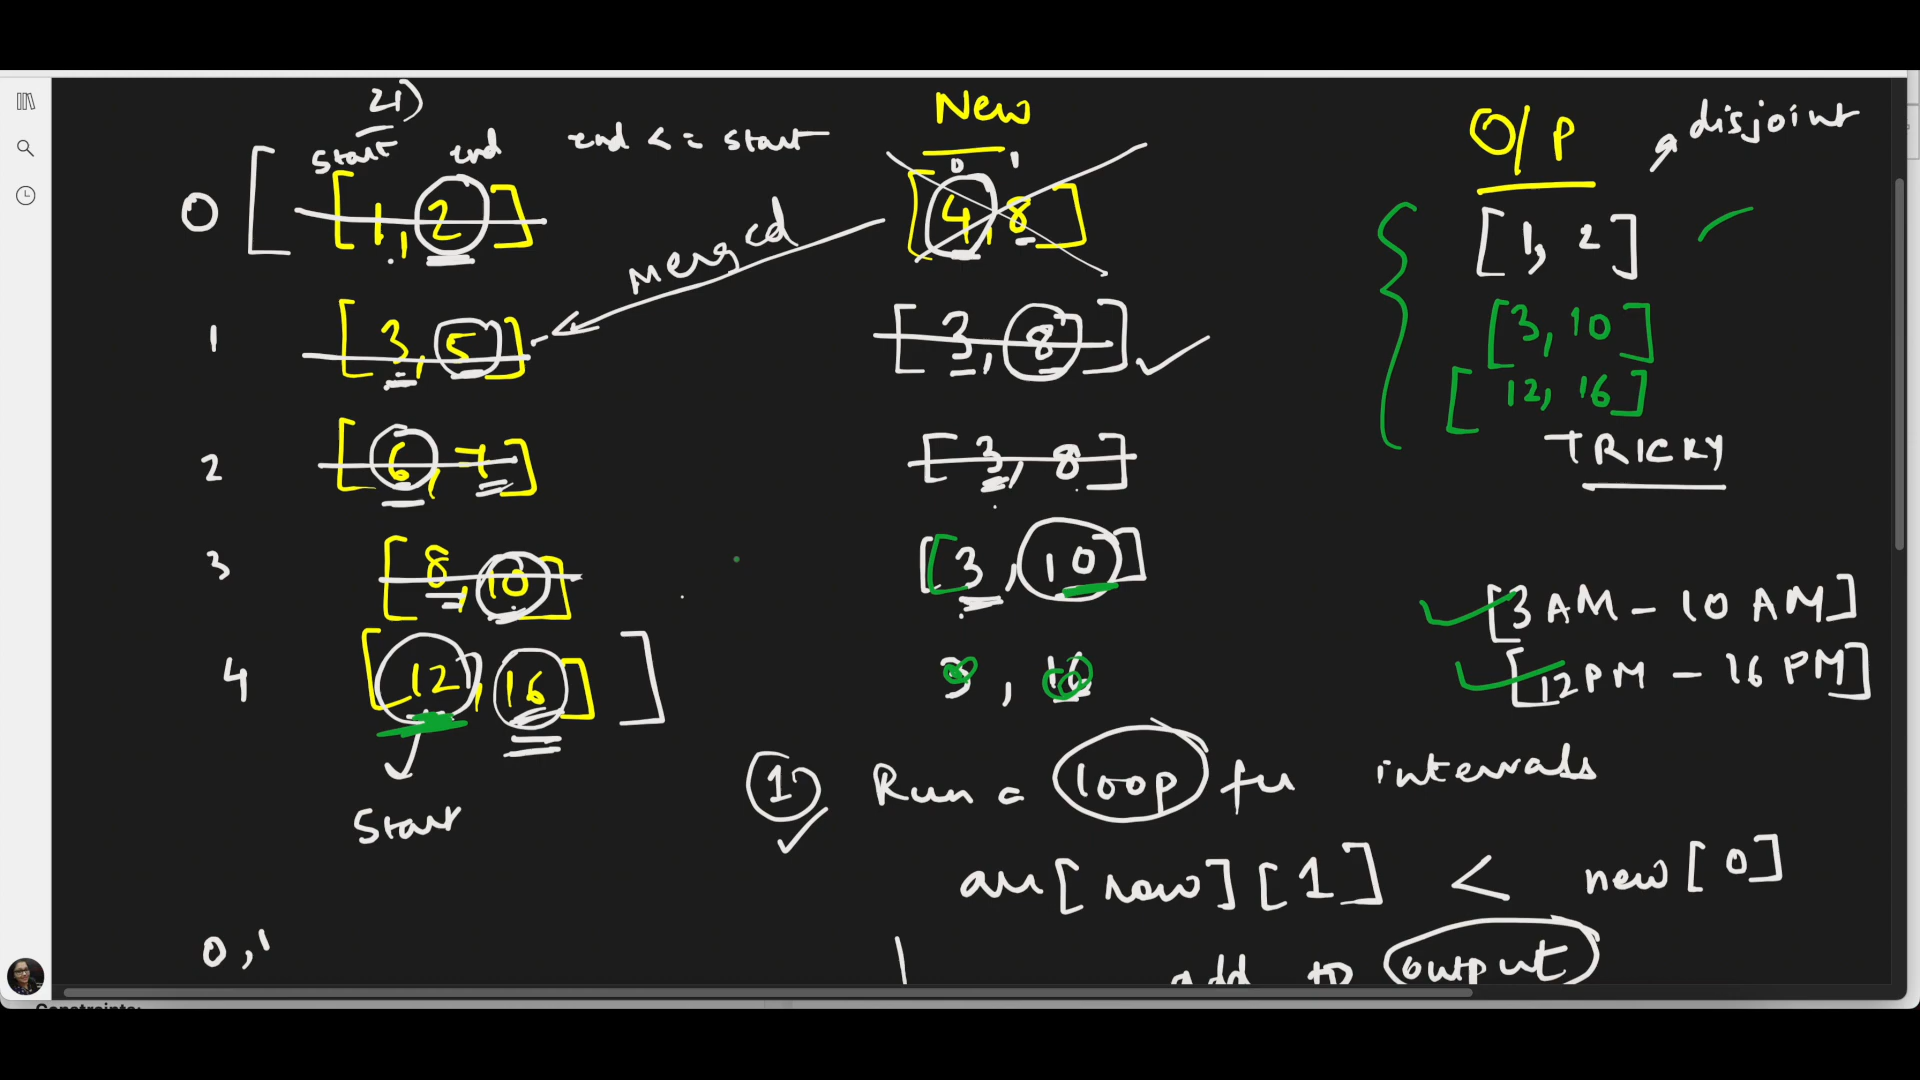 21)
New
O/P
disjoint
start end end <= start
0 1
0 [ [1, 2] [4, 8] [1, 2]
Merged
1 [3, 5] [3, 8] [3, 10]
[12, 16]
2 [6, 7] [3, 8] TRICKY
3 [8, 10] [3, 10] [3 AM - 10 AM]
4 [12, 16] ] , [12 PM - 16 PM]
Start
1 Run a loop for intervals
arr[row][1] < new[0]
0, 1
add to output
Constraints: